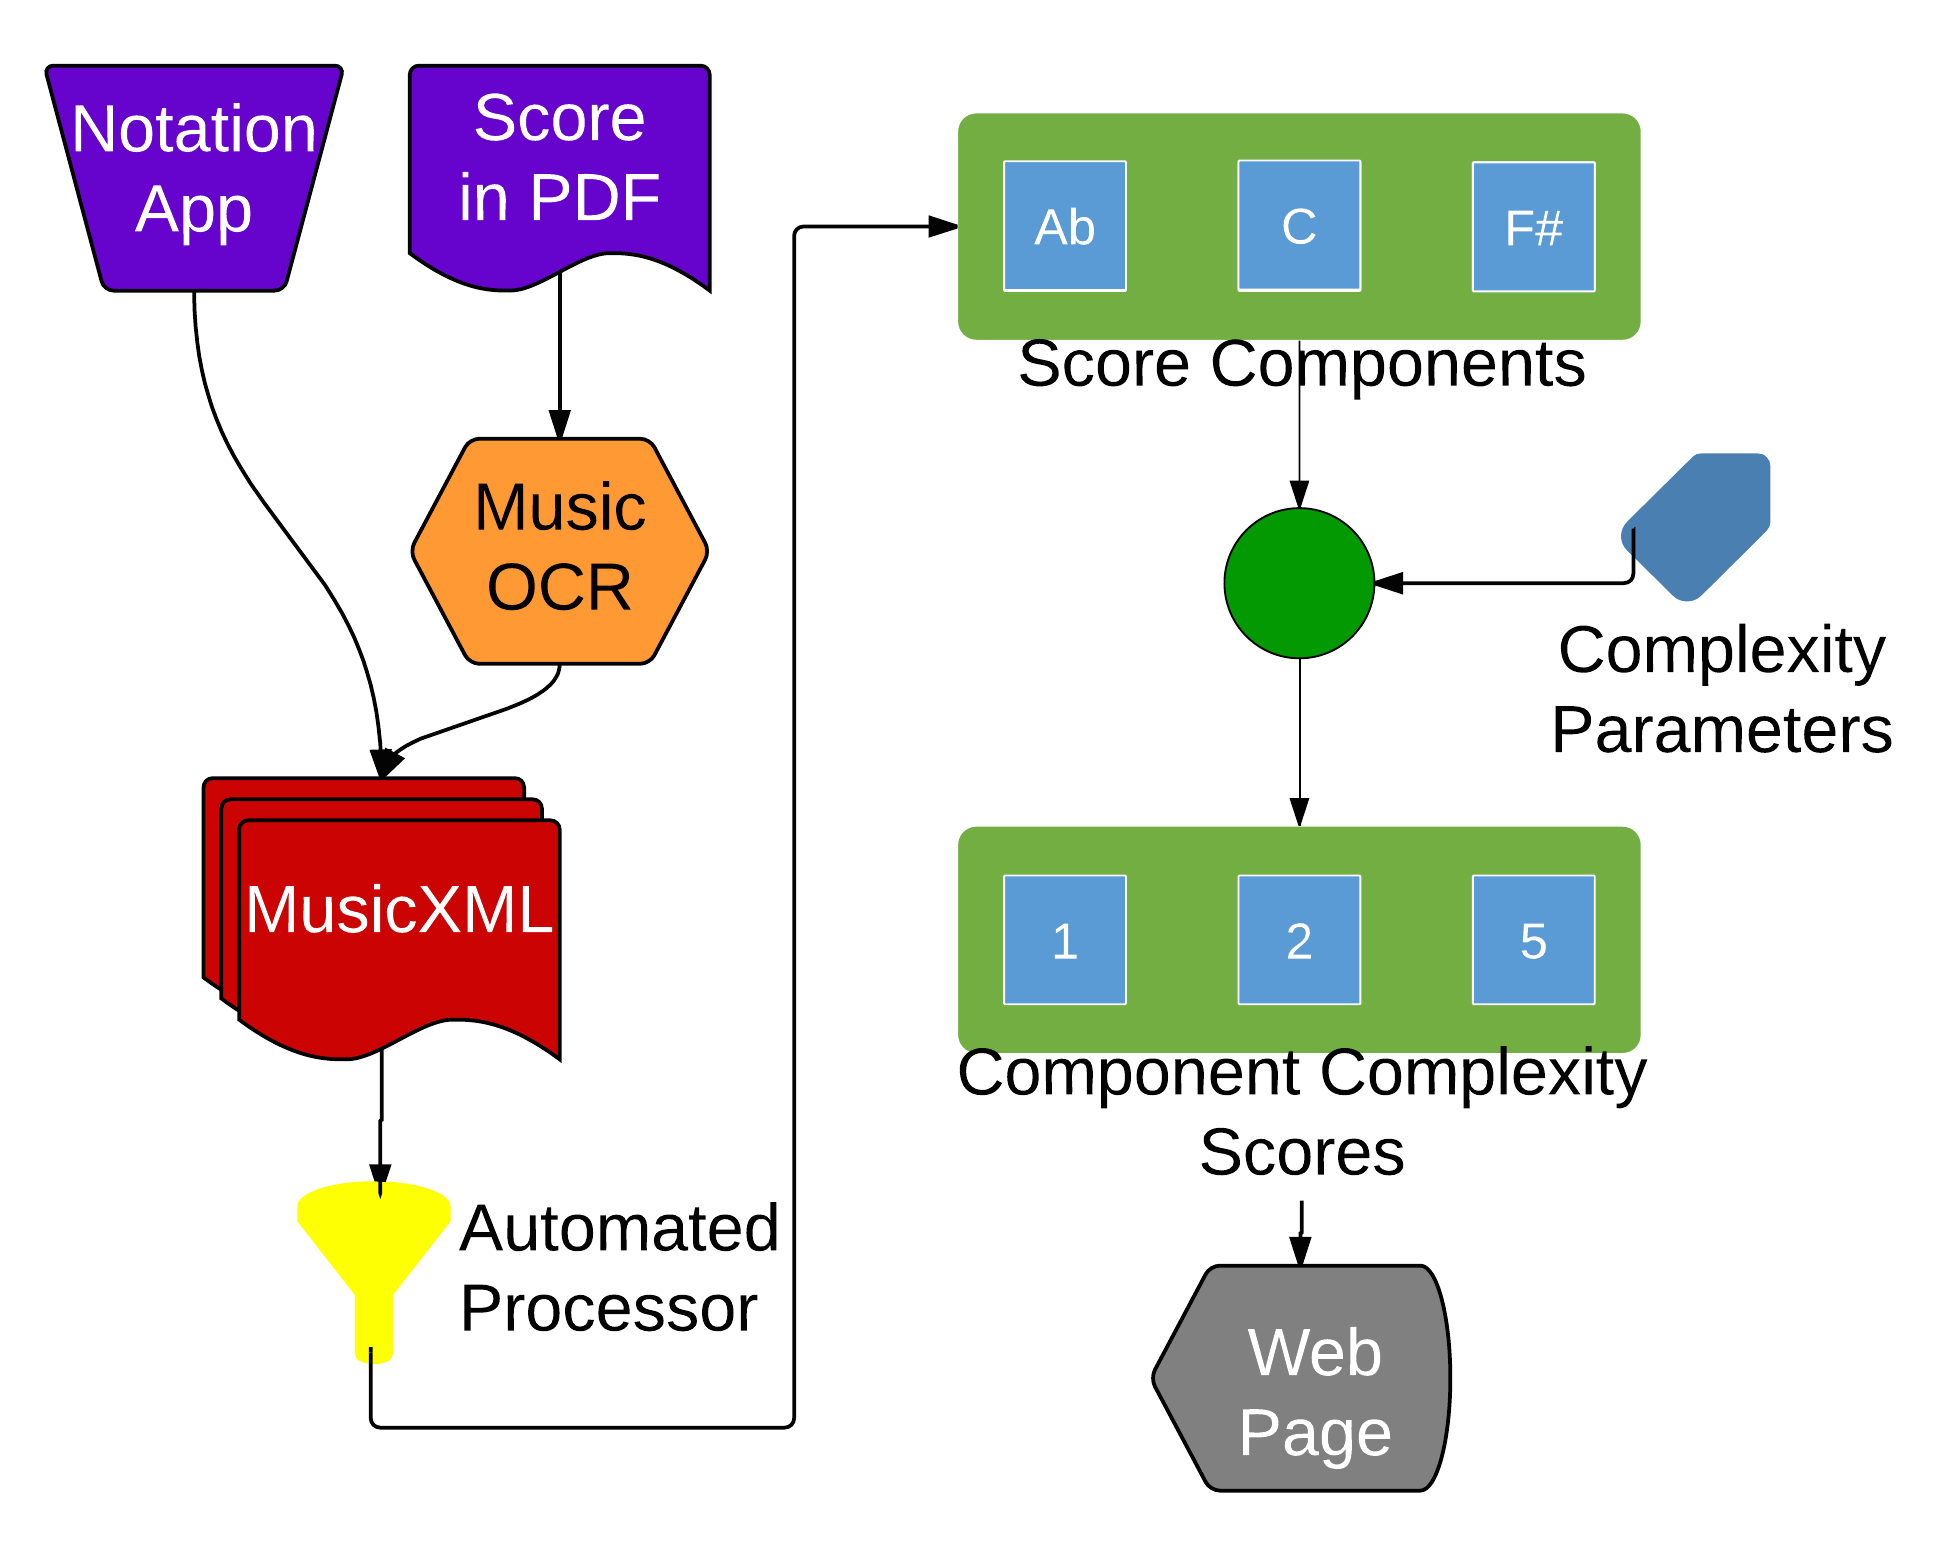 Notation
App
Score
in PDF
Music
OCR
MusicXML
Automated
Processor
Ab
C
F#
Score Components
Complexity
Parameters
1
2
5
Component Complexity
Scores
Web
Page